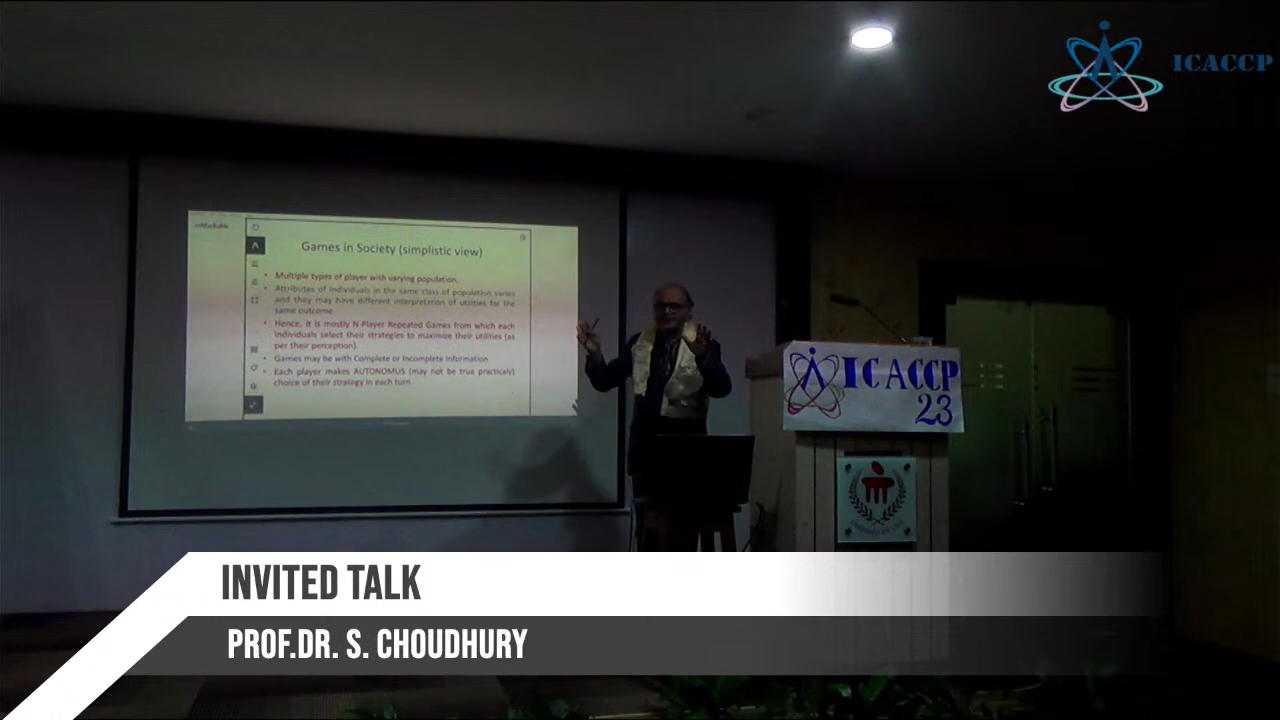 ICACCP
Games in Society (simplistic view)
• Multiple types of player with varying population.
• Attributes of individuals in the same class of population varies
and they may have different interpretation of utilities for the
same outcome.
• Hence, it is mostly N-Player Repeated Games from which each
individuals select their strategies to maximize their utilities (as
per their perception).
• Games may be with Complete or Incomplete Information
• Each player makes AUTONOMUS (may not be true practicaly)
choice of their strategy in each turn.
ICACCP
23
INVITED TALK
PROF.DR. S. CHOUDHURY